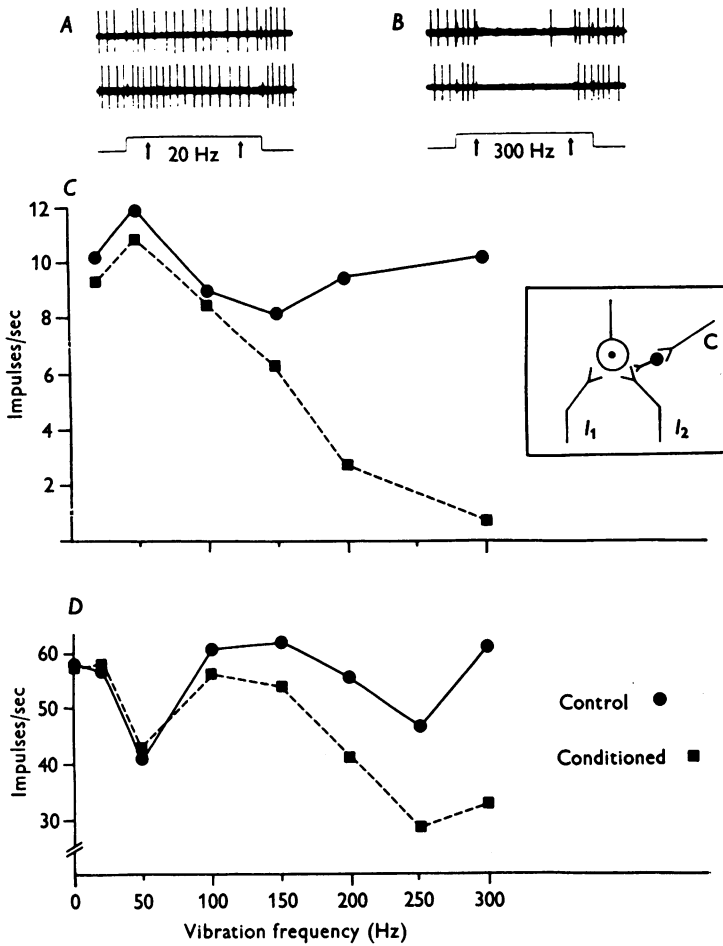 A
B
20 Hz
300 Hz
C
12
10
8
6
4
2
Impulses/sec
C
I1
I2
D
60
50
40
30
Impulses/sec
Control
Conditioned
0 50 100 150 200 250 300
Vibration frequency (Hz)